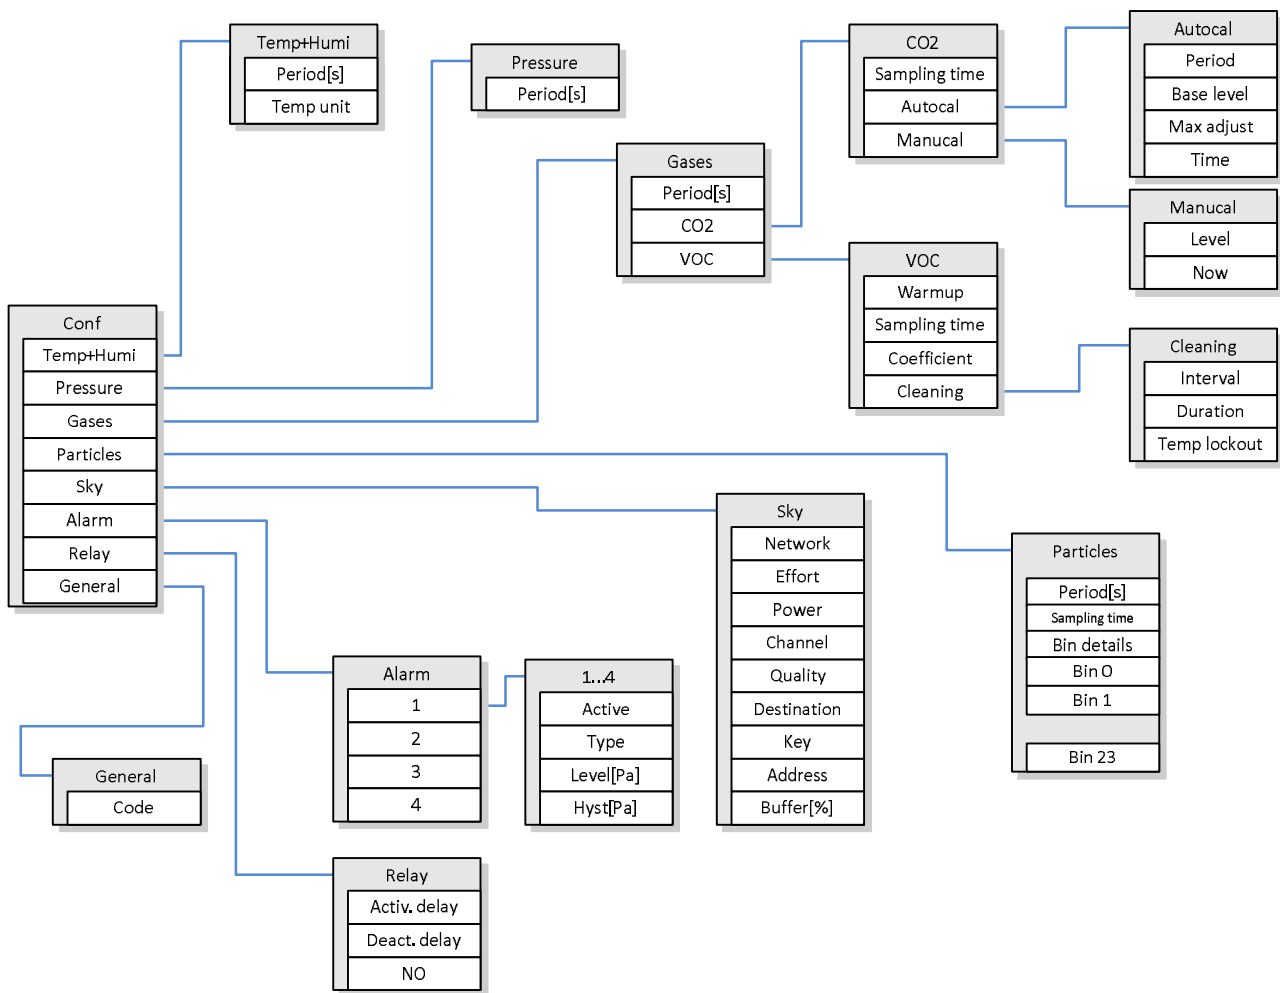 Temp+Humi
Period[s]
Temp unit
Pressure
Period[s]
Gases
Period[s]
CO2
VOC
CO2
Sampling time
Autocal
Manucal
Autocal
Period
Base level
Max adjust
Time
Manucal
Level
Now
VOC
Warmup
Sampling time
Coefficient
Cleaning
Cleaning
Interval
Duration
Temp lockout
Conf
Temp+Humi
Pressure
Gases
Particles
Sky
Alarm
Relay
General
Sky
Network
Effort
Power
Channel
Quality
Destination
Key
Address
Buffer[%]
Particles
Period[s]
Sampling time
Bin details
Bin 0
Bin 1
Bin 23
Alarm
1
2
3
4
1...4
Active
Type
Level[Pa]
Hyst[Pa]
General
Code
Relay
Activ. delay
Deact. delay
NO